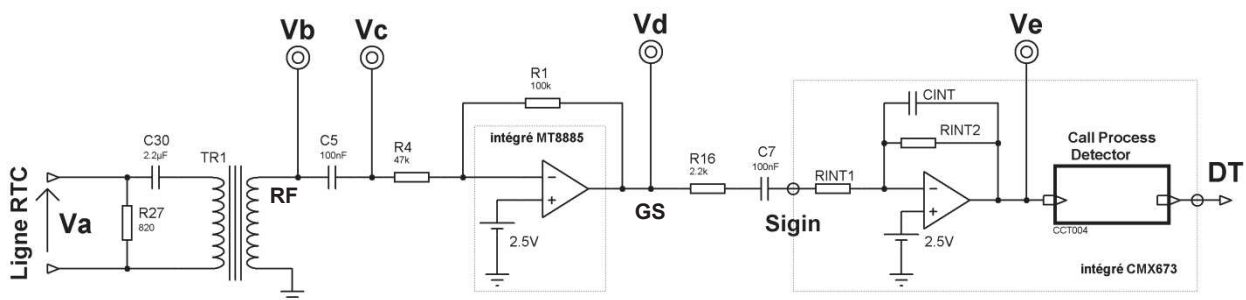 Ligne RTC
Va
R27
820
C30
2.2µF
TR1
RF
Vb
C5
100nF
Vc
R4
47k
R1
100k
intégré MT8885
−
+
2.5V
Vd
GS
R16
2.2k
C7
100nF
Sigin
RINT1
CINT
RINT2
−
+
2.5V
Ve
Call Process
Detector
CCT004
DT
intégré CMX673